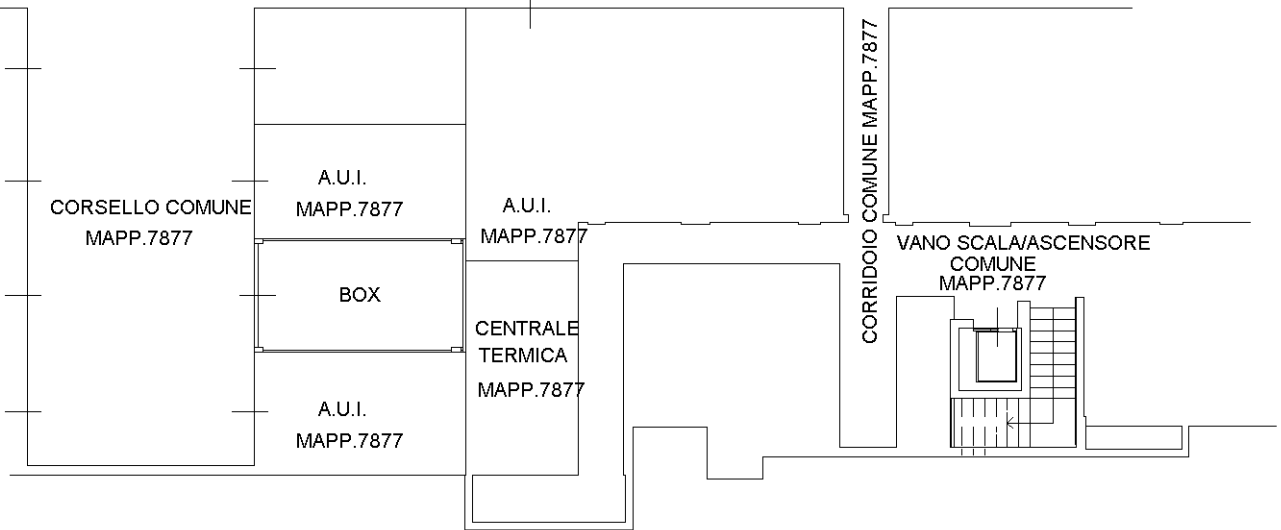 CORSELLO COMUNE
MAPP.7877
A.U.I.
MAPP.7877
BOX
A.U.I.
MAPP.7877
A.U.I.
MAPP.7877
CENTRALE
TERMICA
MAPP.7877
CORRIDOIO COMUNE MAPP.7877
VANO SCALA/ASCENSORE
COMUNE
MAPP.7877